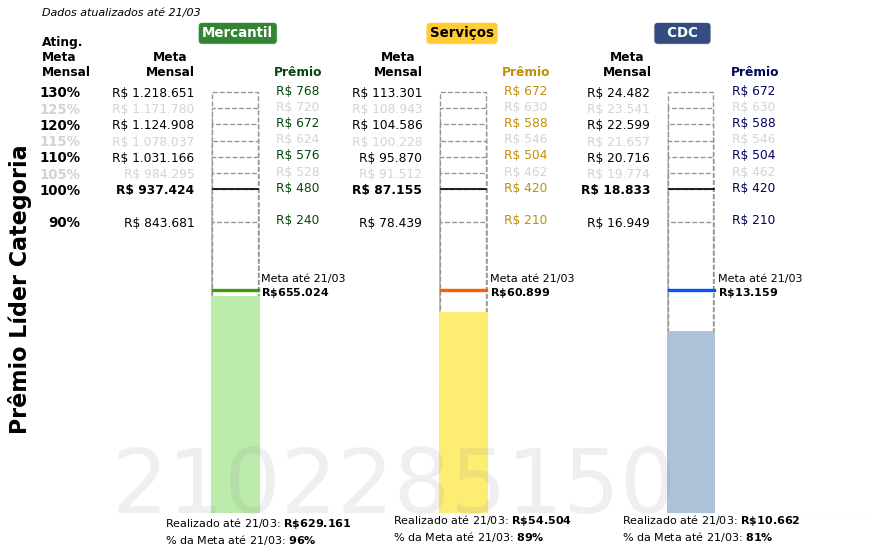 Dados atualizados até 21/03
Mercantil Serviços CDC
Ating.
Meta Meta Meta Meta
Mensal Mensal Prêmio Mensal Prêmio Mensal Prêmio
130% R$ 1.218.651 R$ 768 R$ 113.301 R$ 672 R$ 24.482 R$ 672
125% R$ 1.171.780 R$ 720 R$ 108.943 R$ 630 R$ 23.541 R$ 630
120% R$ 1.124.908 R$ 672 R$ 104.586 R$ 588 R$ 22.599 R$ 588
115% R$ 1.078.037 R$ 624 R$ 100.228 R$ 546 R$ 21.657 R$ 546
110% R$ 1.031.166 R$ 576 R$ 95.870 R$ 504 R$ 20.716 R$ 504
105% R$ 984.295 R$ 528 R$ 91.512 R$ 462 R$ 19.774 R$ 462
100% R$ 937.424 R$ 480 R$ 87.155 R$ 420 R$ 18.833 R$ 420
90% R$ 843.681 R$ 240 R$ 78.439 R$ 210 R$ 16.949 R$ 210
Meta até 21/03 Meta até 21/03 Meta até 21/03
R$655.024 R$60.899 R$13.159
Prêmio Líder Categoria
2102285150
Realizado até 21/03: R$629.161 Realizado até 21/03: R$54.504 Realizado até 21/03: R$10.662
% da Meta até 21/03: 96% % da Meta até 21/03: 89% % da Meta até 21/03: 81%